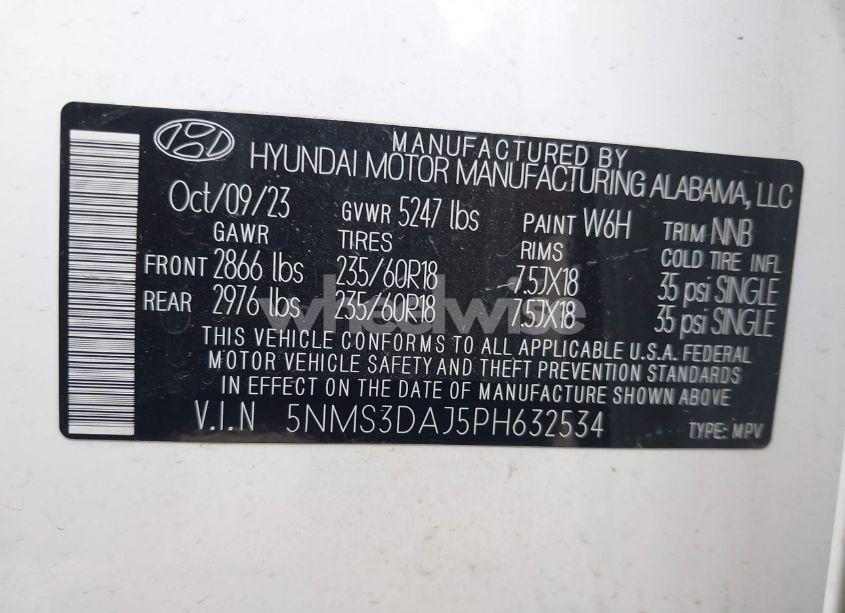 MANUFACTURED BY
HYUNDAI MOTOR MANUFACTURING ALABAMA, LLC
Oct/09/23 GVWR 5247 lbs PAINT W6H TRIM NNB
GAWR TIRES RIMS COLD TIRE INFL
FRONT 2866 lbs 235/60R18 7.5JX18 35 psi SINGLE
REAR 2976 lbs 235/60R18 7.5JX18 35 psi SINGLE
wheelwise
THIS VEHICLE CONFORMS TO ALL APPLICABLE U.S.A. FEDERAL
MOTOR VEHICLE SAFETY AND THEFT PREVENTION STANDARDS
IN EFFECT ON THE DATE OF MANUFACTURE SHOWN ABOVE
V.I.N 5NMS3DAJ5PH632534 TYPE: MPV